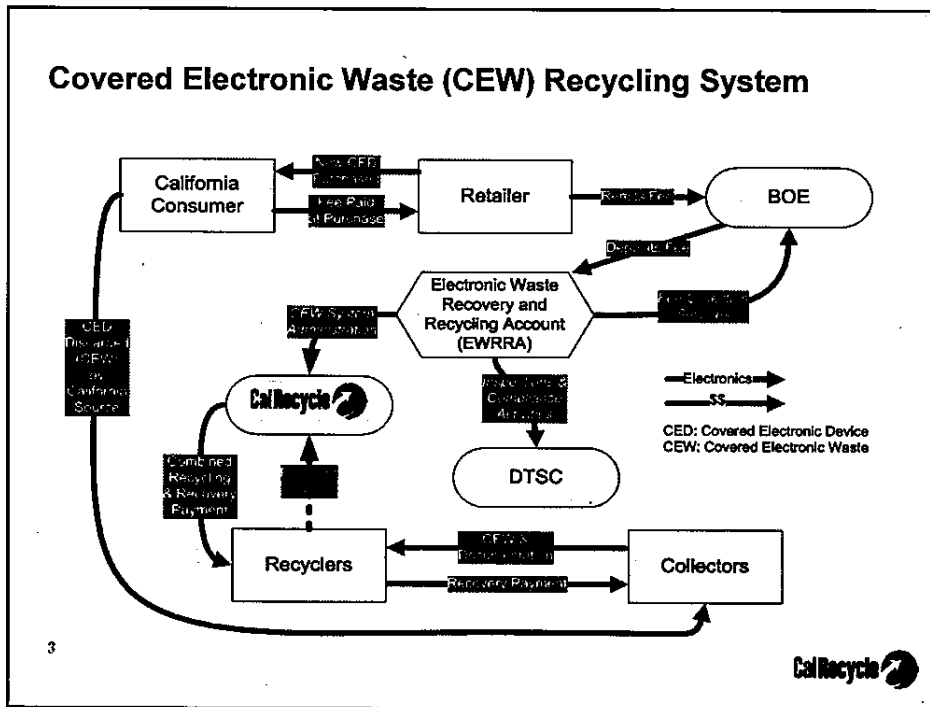 Covered Electronic Waste (CEW) Recycling System
California
Consumer
New CED
Purchase
Fee Paid
at Purchase
Retailer
Remits Fee
BOE
Deposits Fee
Electronic Waste
Recovery and
Recycling Account
(EWRRA)
CEW System
Administration
CED
Discarded
(CEW)
as
California
Source
CalRecycle
Electronics
$$
CED: Covered Electronic Device
CEW: Covered Electronic Waste
Combined
Recycling
& Recovery
Payment
DTSC
Recyclers
CEW &
Recovery Payment
Collectors
3
CalRecycle